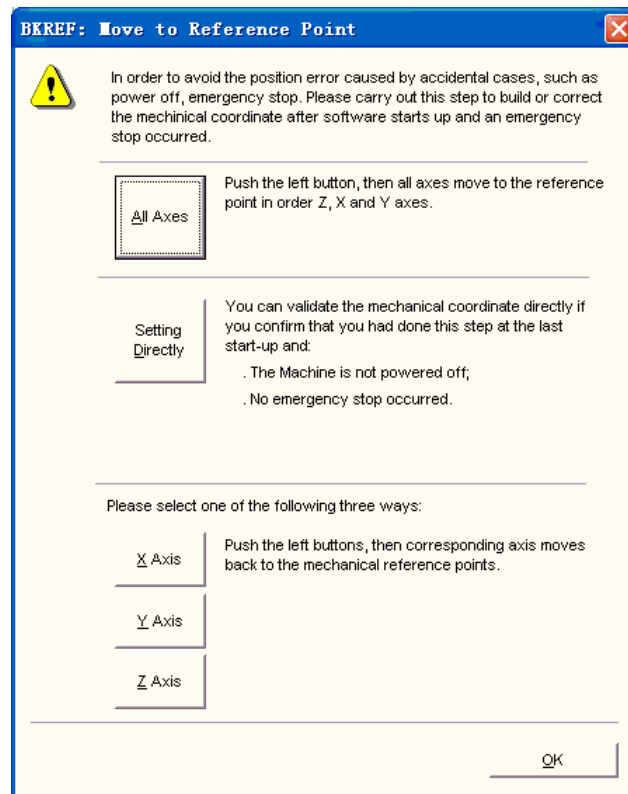 BKREF: Move to Reference Point
In order to avoid the position error caused by accidental cases, such as
power off, emergency stop. Please carry out this step to build or correct
the mechinical coordinate after software starts up and an emergency
stop occurred.
All Axes
Push the left button, then all axes move to the reference
point in order Z, X and Y axes.
Setting
Directly
You can validate the mechanical coordinate directly if
you confirm that you had done this step at the last
start-up and:
. The Machine is not powered off;
. No emergency stop occurred.
Please select one of the following three ways:
X Axis
Push the left buttons, then corresponding axis moves
back to the mechanical reference points.
Y Axis
Z Axis
OK